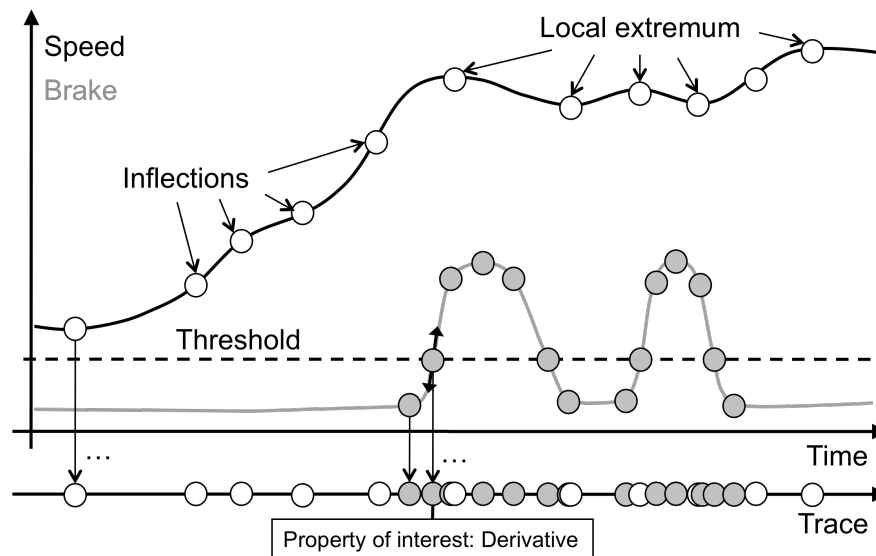 Speed
Local extremum
Brake
Inflections
Threshold
...
...
Time
Trace
Property of interest: Derivative